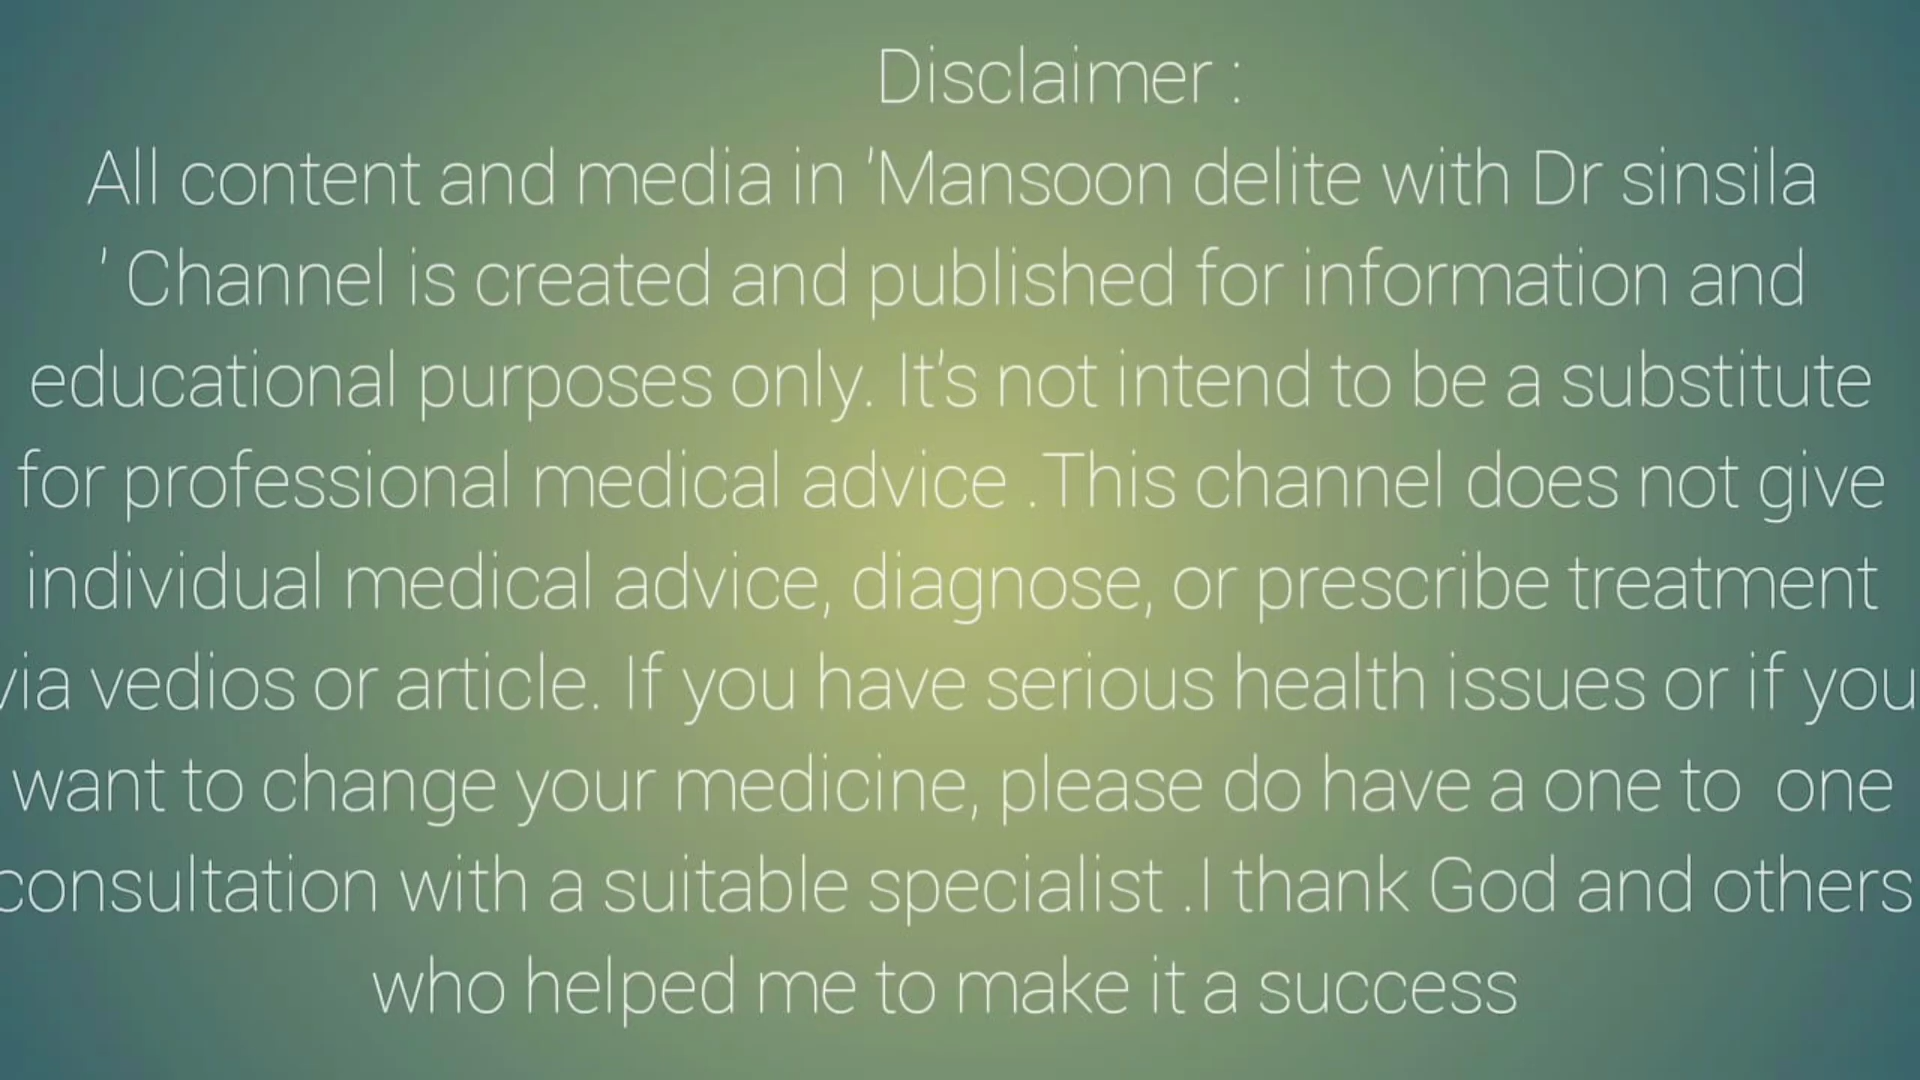 Disclaimer :
All content and media in 'Mansoon delite with Dr sinsila
' Channel is created and published for information and
educational purposes only. It's not intend to be a substitute
for professional medical advice .This channel does not give
individual medical advice, diagnose, or prescribe treatment
via vedios or article. If you have serious health issues or if you
want to change your medicine, please do have a one to  one
consultation with a suitable specialist .I thank God and others
who helped me to make it a success